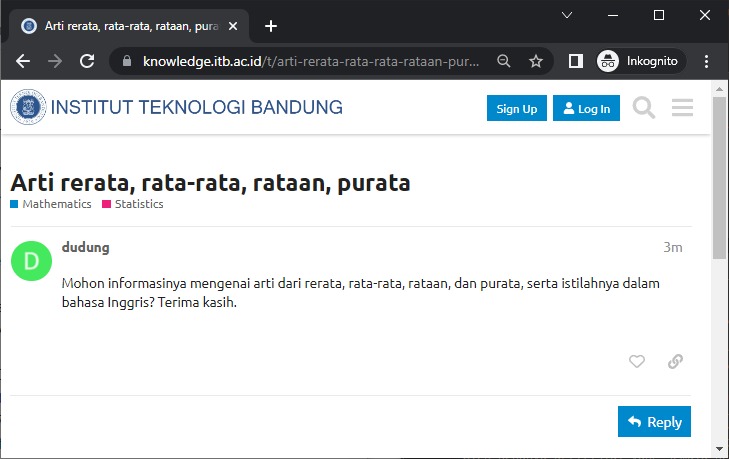 Arti rerata, rata-rata, rataan, pura
knowledge.itb.ac.id/t/arti-rerata-rata-rata-rataan-pur...
Inkognito
INSTITUT TEKNOLOGI BANDUNG
Sign Up
Log In
Arti rerata, rata-rata, rataan, purata
Mathematics
Statistics
D
dudung
3m
Mohon informasinya mengenai arti dari rerata, rata-rata, rataan, dan purata, serta istilahnya dalam
bahasa Inggris? Terima kasih.
Reply